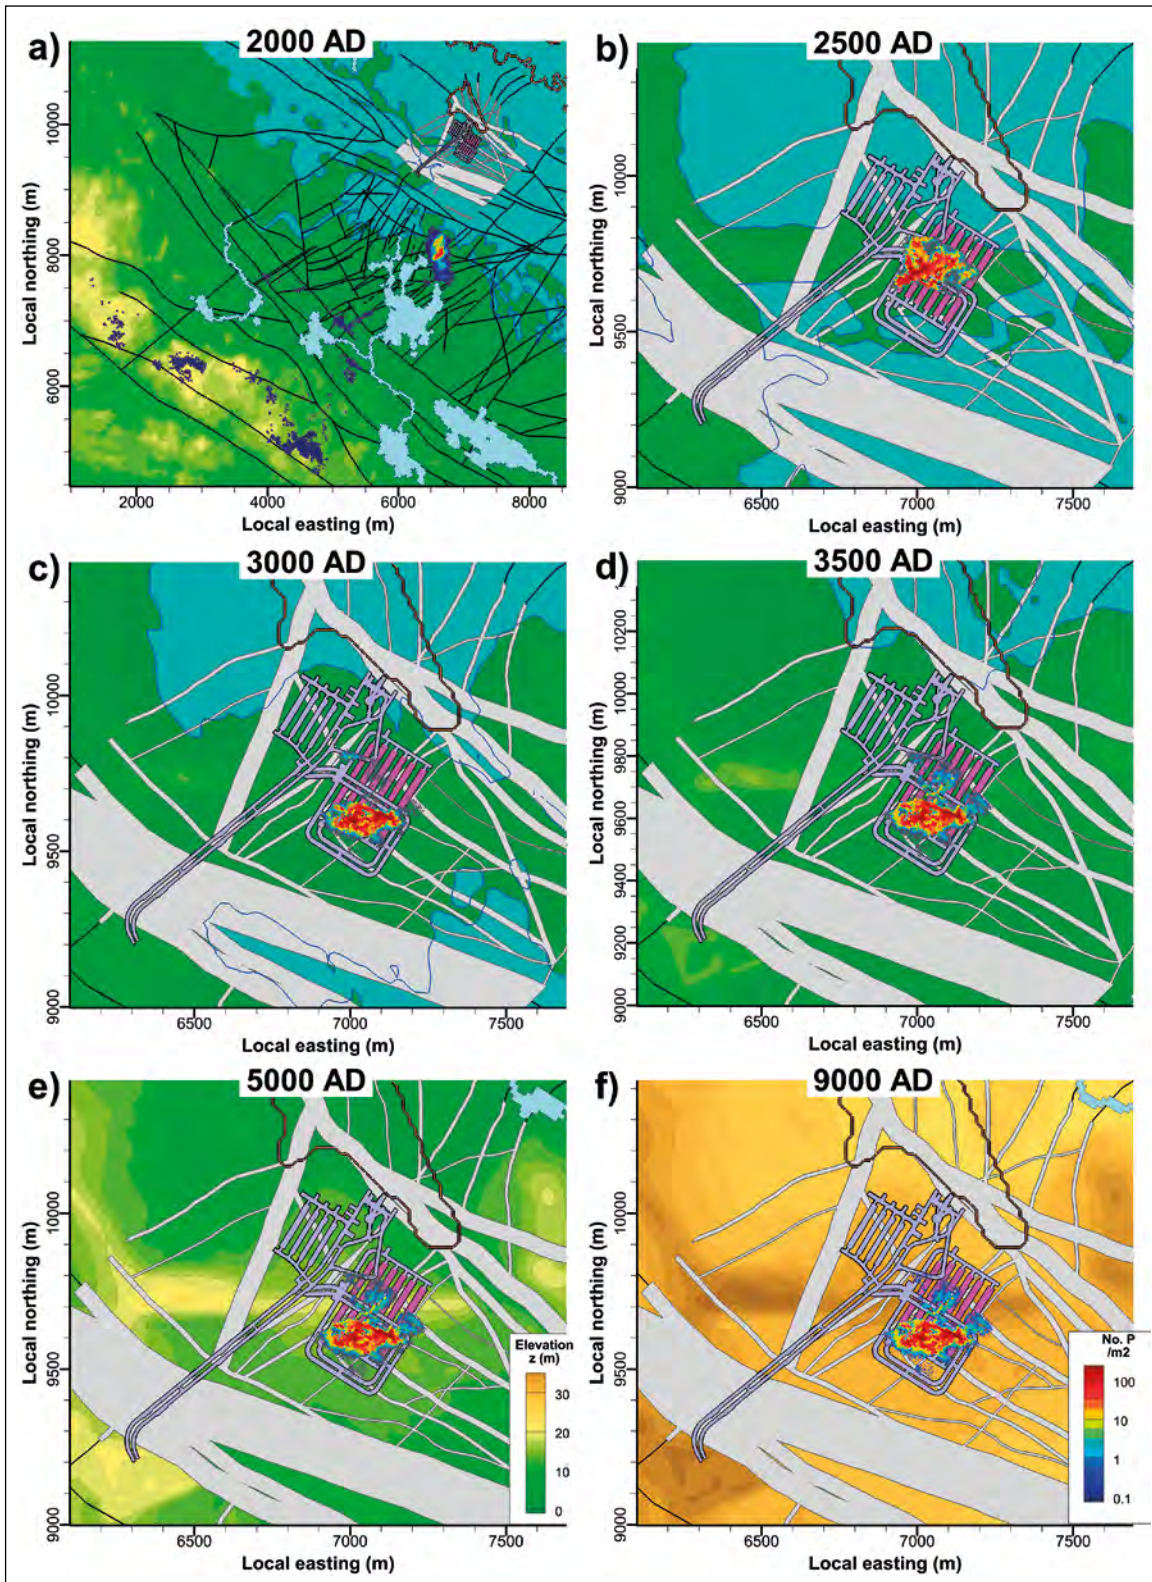 a)
2000 AD
10000
8000
6000
Local northing (m)
2000
4000
6000
8000
Local easting (m)
b)
2500 AD
10000
9500
9000
Local northing (m)
6500
7000
7500
Local easting (m)
c)
3000 AD
10000
9500
9000
Local northing (m)
6500
7000
7500
Local easting (m)
d)
3500 AD
10200
10000
9800
9600
9400
9200
9000
Local northing (m)
6500
7000
7500
Local easting (m)
e)
5000 AD
10000
9500
9000
Local northing (m)
6500
7000
7500
Local easting (m)
Elevation
z (m)
30
20
10
0
f)
9000 AD
10000
9500
9000
Local northing (m)
6500
7000
7500
Local easting (m)
No. P
/m2
100
10
1
0.1